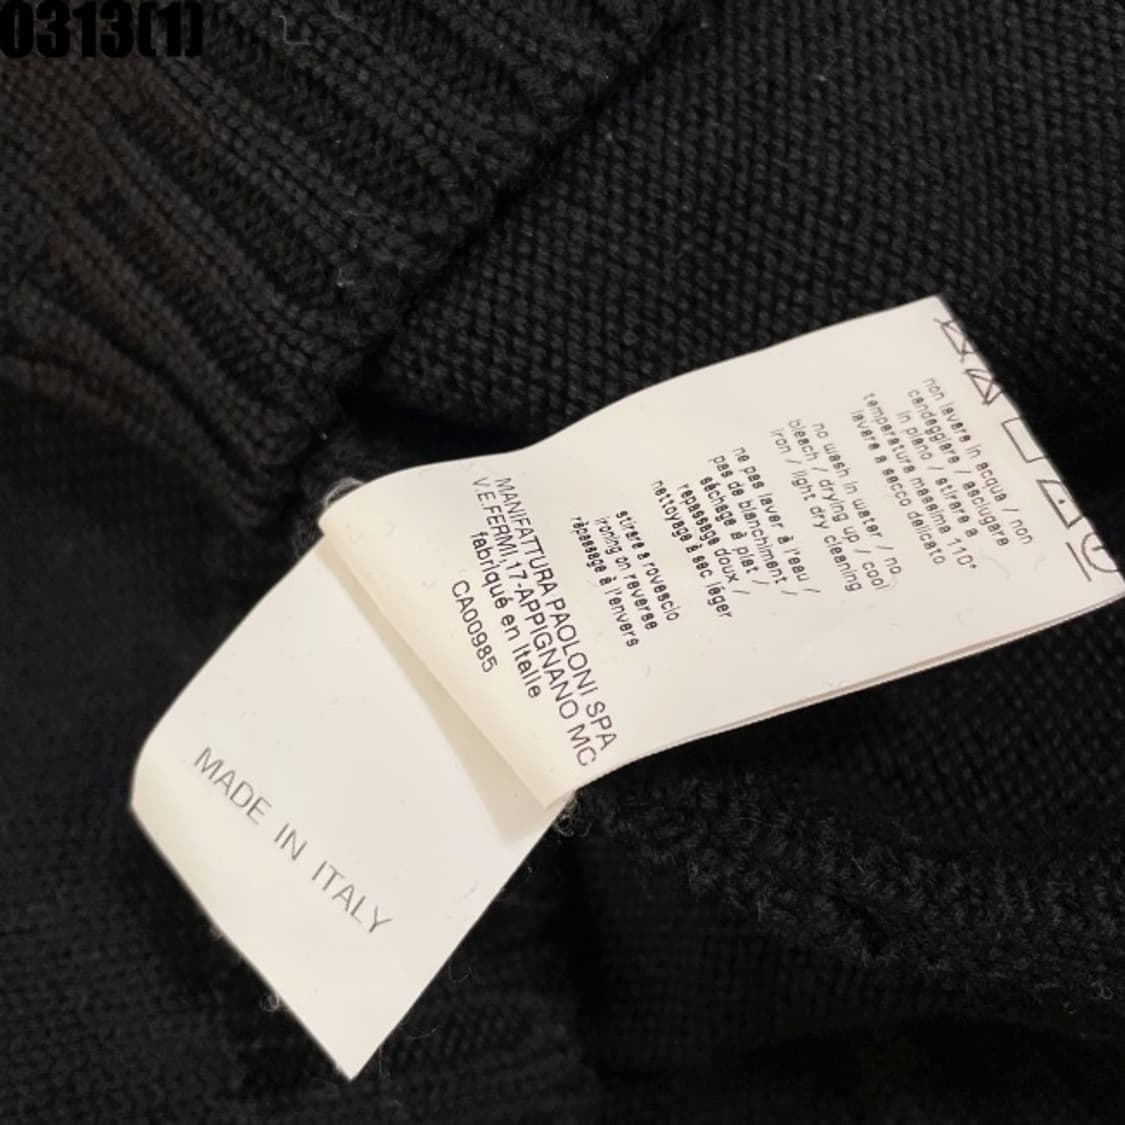 0313(1)
non lavare in acqua / non
candeggiare / asciugare
in piano / stirare a
temperatura massima 110°
lavare a secco delicato
no wash in water / no
bleach / drying up / cool
iron / light dry cleaning
ne pas laver à l'eau /
pas de blanchiment /
séchage à plat /
repassage doux /
nettoyage à sec léger
stirare a rovescio
ironing on reverse
répassage à l'envers
MANIFATTURA PAOLONI SPA
V.E.FERMI,17-APPIGNANO MC
fabriqué en Italie
CA00985
MADE IN ITALY